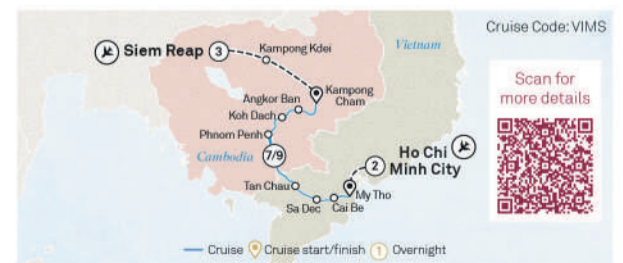 Cruise Code: VIMS
Siem Reap 3
Kampong Kdei
Vietnam
Scan for
more details
Kampong
Cham
Angkor Ban
Koh Dach
Phnom Penh
Cambodia
7/9
Ho Chi
Minh City
2
Tan Chau
My Tho
Sa Dec
Cai Be
Cruise
Cruise start/finish
1 Overnight